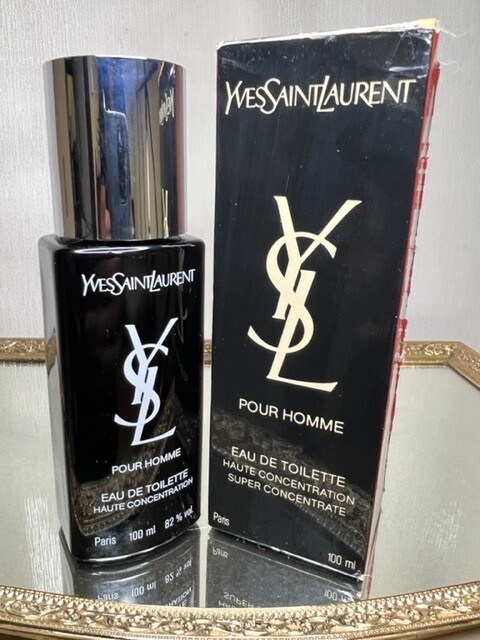 YVESSAINTLAURENT
YSL
POUR HOMME
EAU DE TOILETTE
HAUTE CONCENTRATION
Paris 100 ml 82 % vol.
YVESSAINTLAURENT
YSL
POUR HOMME
EAU DE TOILETTE
HAUTE CONCENTRATION
SUPER CONCENTRATE
Paris
100 ml